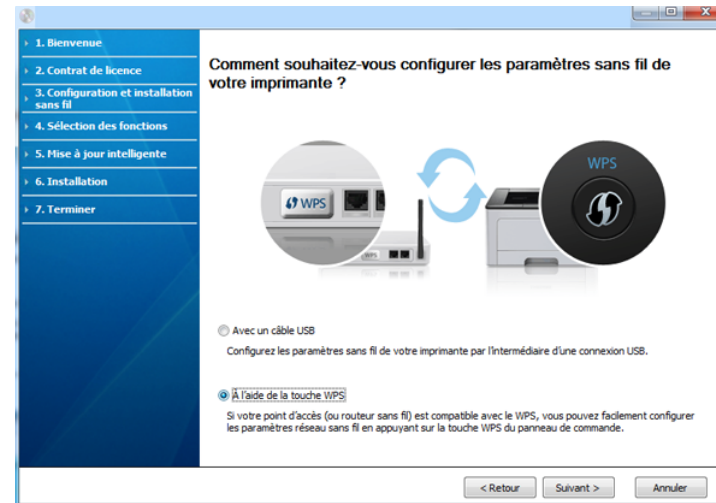 1. Bienvenue
2. Contrat de licence
3. Configuration et installation
sans fil
4. Sélection des fonctions
5. Mise à jour intelligente
6. Installation
7. Terminer
Comment souhaitez-vous configurer les paramètres sans fil de
votre imprimante ?
WPS
WPS
WPS
Avec un câble USB
Configurez les paramètres sans fil de votre imprimante par l'intermédiaire d'une connexion USB.
À l'aide de la touche WPS
Si votre point d'accès (ou routeur sans fil) est compatible avec le WPS, vous pouvez facilement configurer
les paramètres réseau sans fil en appuyant sur la touche WPS du panneau de commande.
< Retour
Suivant >
Annuler